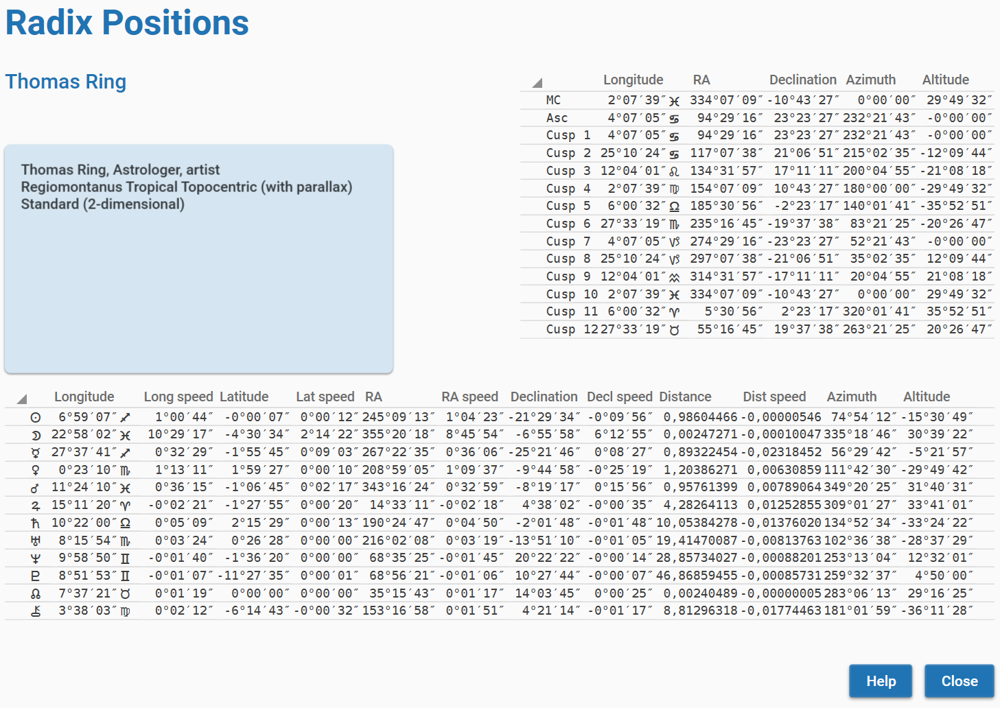 Radix Positions
Thomas Ring
Thomas Ring, Astrologer, artist
Regiomontanus Tropical Topocentric (with parallax)
Standard (2-dimensional)
Longitude RA Declination Azimuth Altitude
MC 2°07′39″♓ 334°07′09″ -10°43′27″ 0°00′00″ 29°49′32″
Asc 4°07′05″♋ 94°29′16″ 23°23′27″ 232°21′43″ -0°00′00″
Cusp 1 4°07′05″♋ 94°29′16″ 23°23′27″ 232°21′43″ -0°00′00″
Cusp 2 25°10′24″♋ 117°07′38″ 21°06′51″ 215°02′35″ -12°09′44″
Cusp 3 12°04′01″♌ 134°31′57″ 17°11′11″ 200°04′55″ -21°08′18″
Cusp 4 2°07′39″♍ 154°07′09″ 10°43′27″ 180°00′00″ -29°49′32″
Cusp 5 6°00′32″♎ 185°30′56″ -2°23′17″ 140°01′41″ -35°52′51″
Cusp 6 27°33′19″♏ 235°16′45″ -19°37′38″ 83°21′25″ -20°26′47″
Cusp 7 4°07′05″♑ 274°29′16″ -23°23′27″ 52°21′43″ -0°00′00″
Cusp 8 25°10′24″♑ 297°07′38″ -21°06′51″ 35°02′35″ 12°09′44″
Cusp 9 12°04′01″♒ 314°31′57″ -17°11′11″ 20°04′55″ 21°08′18″
Cusp 10 2°07′39″♓ 334°07′09″ -10°43′27″ 0°00′00″ 29°49′32″
Cusp 11 6°00′32″♈ 5°30′56″ 2°23′17″ 320°01′41″ 35°52′51″
Cusp 12 27°33′19″♉ 55°16′45″ 19°37′38″ 263°21′25″ 20°26′47″
Longitude Long speed Latitude Lat speed RA RA speed Declination Decl speed Distance Dist speed Azimuth Altitude
☉ 6°59′07″♐ 1°00′44″ -0°00′07″ 0°00′12″ 245°09′13″ 1°04′23″ -21°29′34″ -0°09′56″ 0,98604466 -0,00000546 74°54′12″ -15°30′49″
☽ 22°58′02″♓ 10°29′17″ -4°30′34″ 2°14′22″ 355°20′18″ 8°45′54″ -6°55′58″ 6°12′55″ 0,00247271 -0,00010047 335°18′46″ 30°39′22″
☿ 27°37′41″♐ 0°32′29″ -1°55′45″ 0°09′03″ 267°22′35″ 0°36′06″ -25°21′46″ 0°08′27″ 0,89322454 -0,02318452 56°29′42″ -5°21′57″
♀ 0°23′10″♏ 1°13′11″ 1°59′27″ 0°00′10″ 208°59′05″ 1°09′37″ -9°44′58″ -0°25′19″ 1,20386271 0,00630859 111°42′30″ -29°49′42″
♂ 11°24′10″♓ 0°36′15″ -1°06′45″ 0°02′17″ 343°16′24″ 0°32′59″ -8°19′17″ 0°15′56″ 0,95761399 0,00789064 349°20′25″ 31°40′31″
♃ 15°11′20″♈ -0°02′21″ -1°27′55″ 0°00′20″ 14°33′11″ -0°02′18″ 4°38′02″ -0°00′35″ 4,28264113 0,01252855 309°01′27″ 33°41′01″
♄ 10°22′00″♎ 0°05′09″ 2°15′29″ 0°00′13″ 190°24′47″ 0°04′50″ -2°01′48″ -0°01′48″ 10,05384278 -0,01376020 134°52′34″ -33°24′22″
♅ 8°15′54″♏ 0°03′24″ 0°26′28″ 0°00′00″ 216°02′08″ 0°03′19″ -13°51′10″ -0°01′05″ 19,41470087 -0,00813763 102°36′38″ -28°37′29″
♆ 9°58′50″♊ -0°01′40″ -1°36′20″ 0°00′00″ 68°35′25″ -0°01′45″ 20°22′22″ -0°00′14″ 28,85734027 -0,00088201 253°13′04″ 12°32′01″
♇ 8°51′53″♊ -0°01′07″ -11°27′35″ 0°00′01″ 68°56′21″ -0°01′06″ 10°27′44″ -0°00′07″ 46,86859455 -0,00085731 259°32′37″ 4°50′00″
☊ 7°37′21″♉ 0°01′19″ 0°00′00″ 0°00′00″ 35°15′43″ 0°01′17″ 14°03′45″ 0°00′25″ 0,00240489 -0,00000005 283°06′13″ 29°16′25″
⚷ 3°38′03″♍ 0°02′12″ -6°14′43″ -0°00′32″ 153°16′58″ 0°01′51″ 4°21′14″ -0°01′17″ 8,81296318 -0,01774463 181°01′59″ -36°11′28″
Help Close